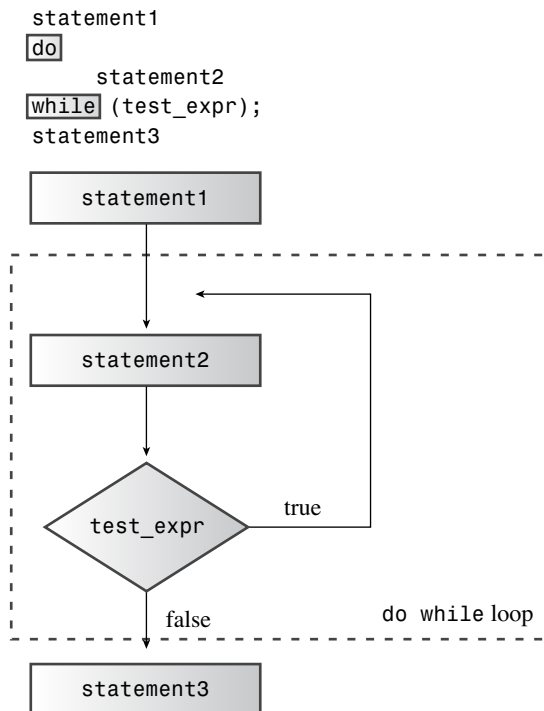 statement1
do
statement2
while (test_expr);
statement3
statement1
statement2
test_expr
true
false
do while loop
statement3